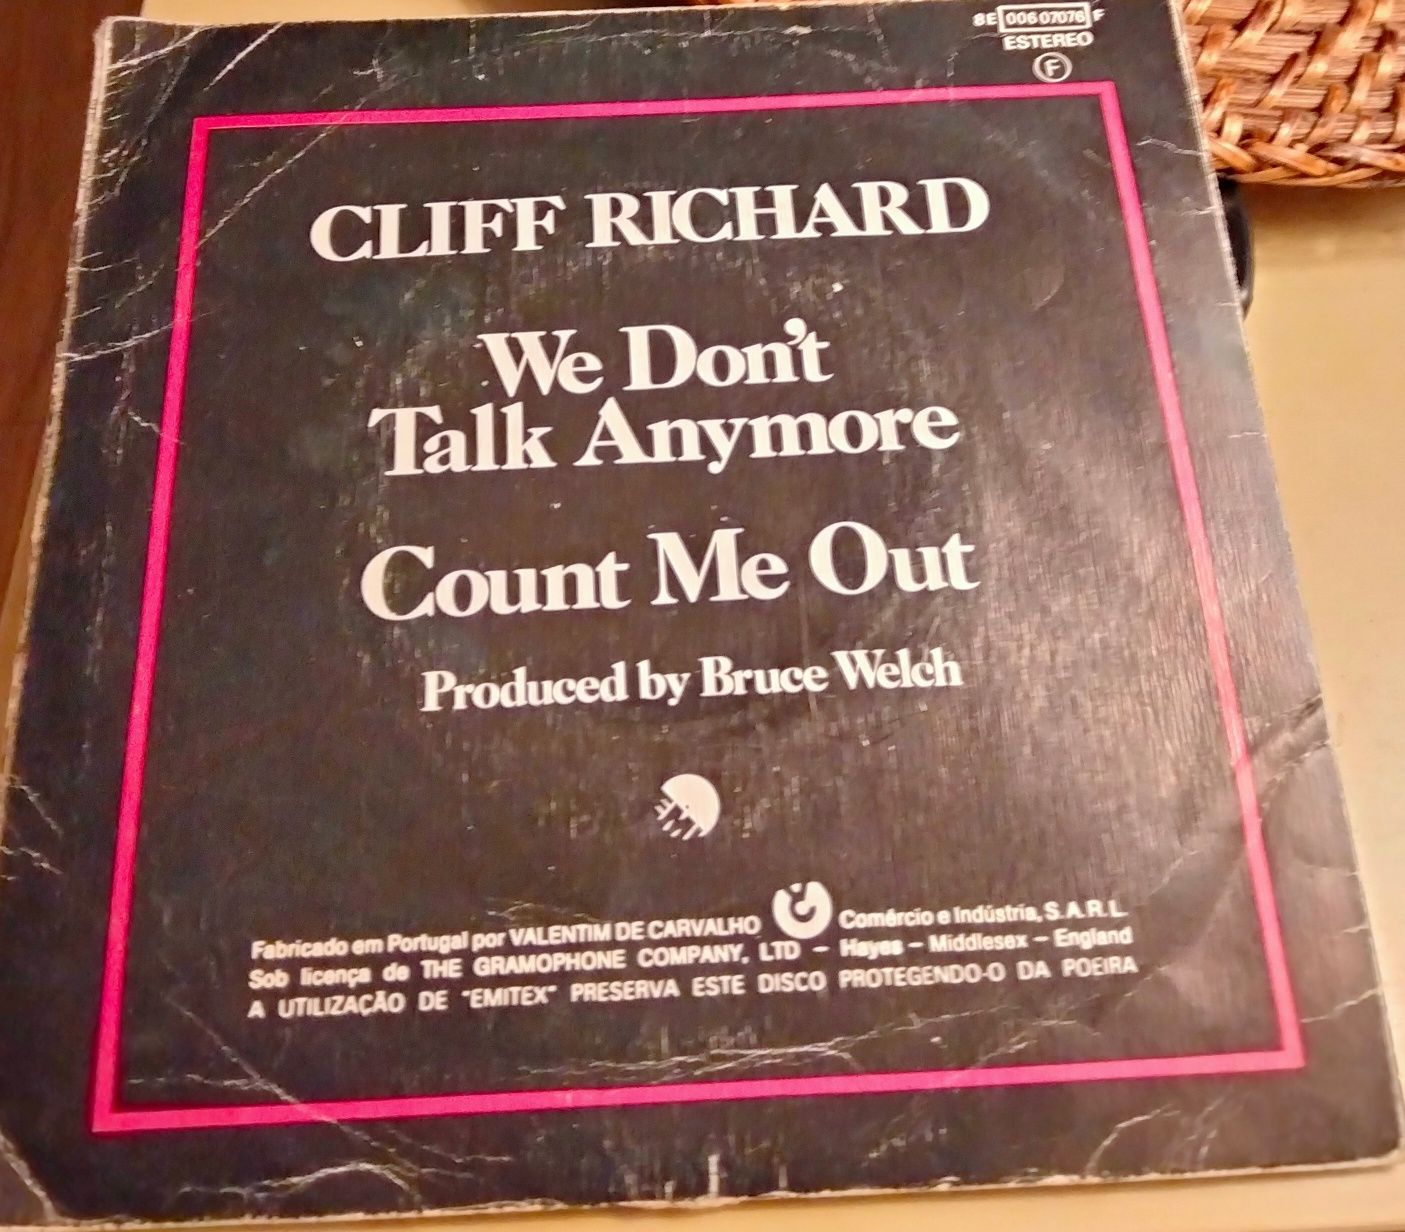 8E 006 07076 F
ESTEREO
F
CLIFF RICHARD
We Don't
Talk Anymore
Count Me Out
Produced by Bruce Welch
EMI
Fabricado em Portugal por VALENTIM DE CARVALHO Comércio e Indústria, S.A.R.L.
Sob licença de THE GRAMOPHONE COMPANY, LTD - Hayes - Middlesex - England
A UTILIZAÇÃO DE "EMITEX" PRESERVA ESTE DISCO PROTEGENDO-O DA POEIRA